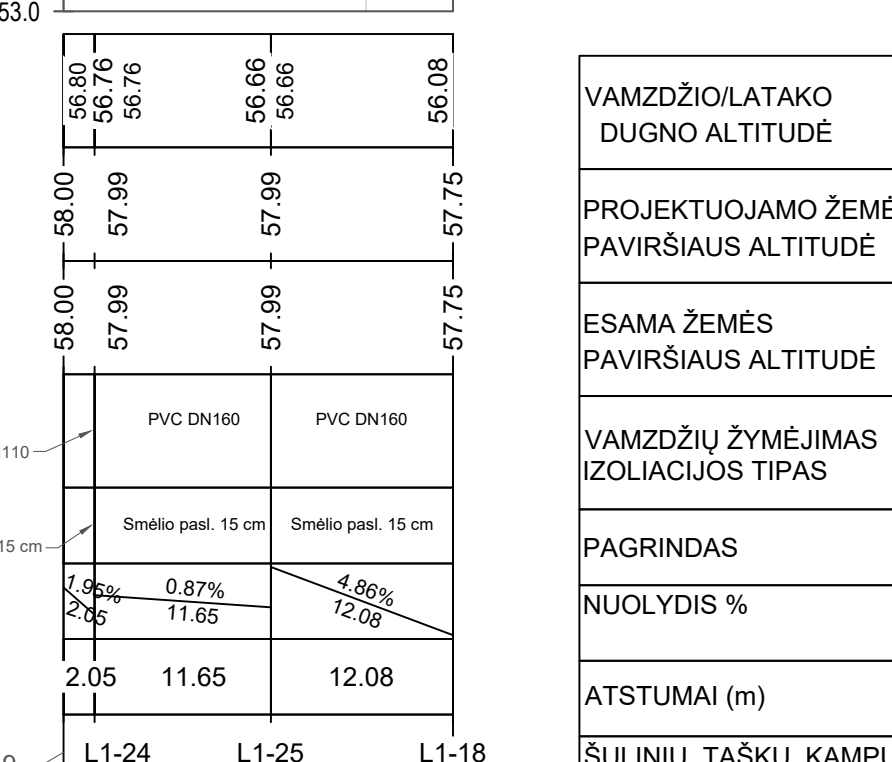 53.0
56.80 56.76 56.76 56.66 56.66 56.08
VAMZDŽIO/LATAKO
DUGNO ALTITUDĖ
58.00 57.99 57.99 57.75
PROJEKTUOJAMO ŽEMĖ
PAVIRŠIAUS ALTITUDĖ
58.00 57.99 57.99 57.75
ESAMA ŽEMĖS
PAVIRŠIAUS ALTITUDĖ
110
PVC DN160 PVC DN160
VAMZDŽIŲ ŽYMĖJIMAS
IZOLIACIJOS TIPAS
15 cm
Smėlio pasl. 15 cm Smėlio pasl. 15 cm
PAGRINDAS
1.95% 0.87% 4.86%
2.05 11.65 12.08
NUOLYDIS %
2.05 11.65 12.08
ATSTUMAI (m)
L1-24 L1-25 L1-18
ŠULINIŲ, TAŠKŲ, KAMPŲ